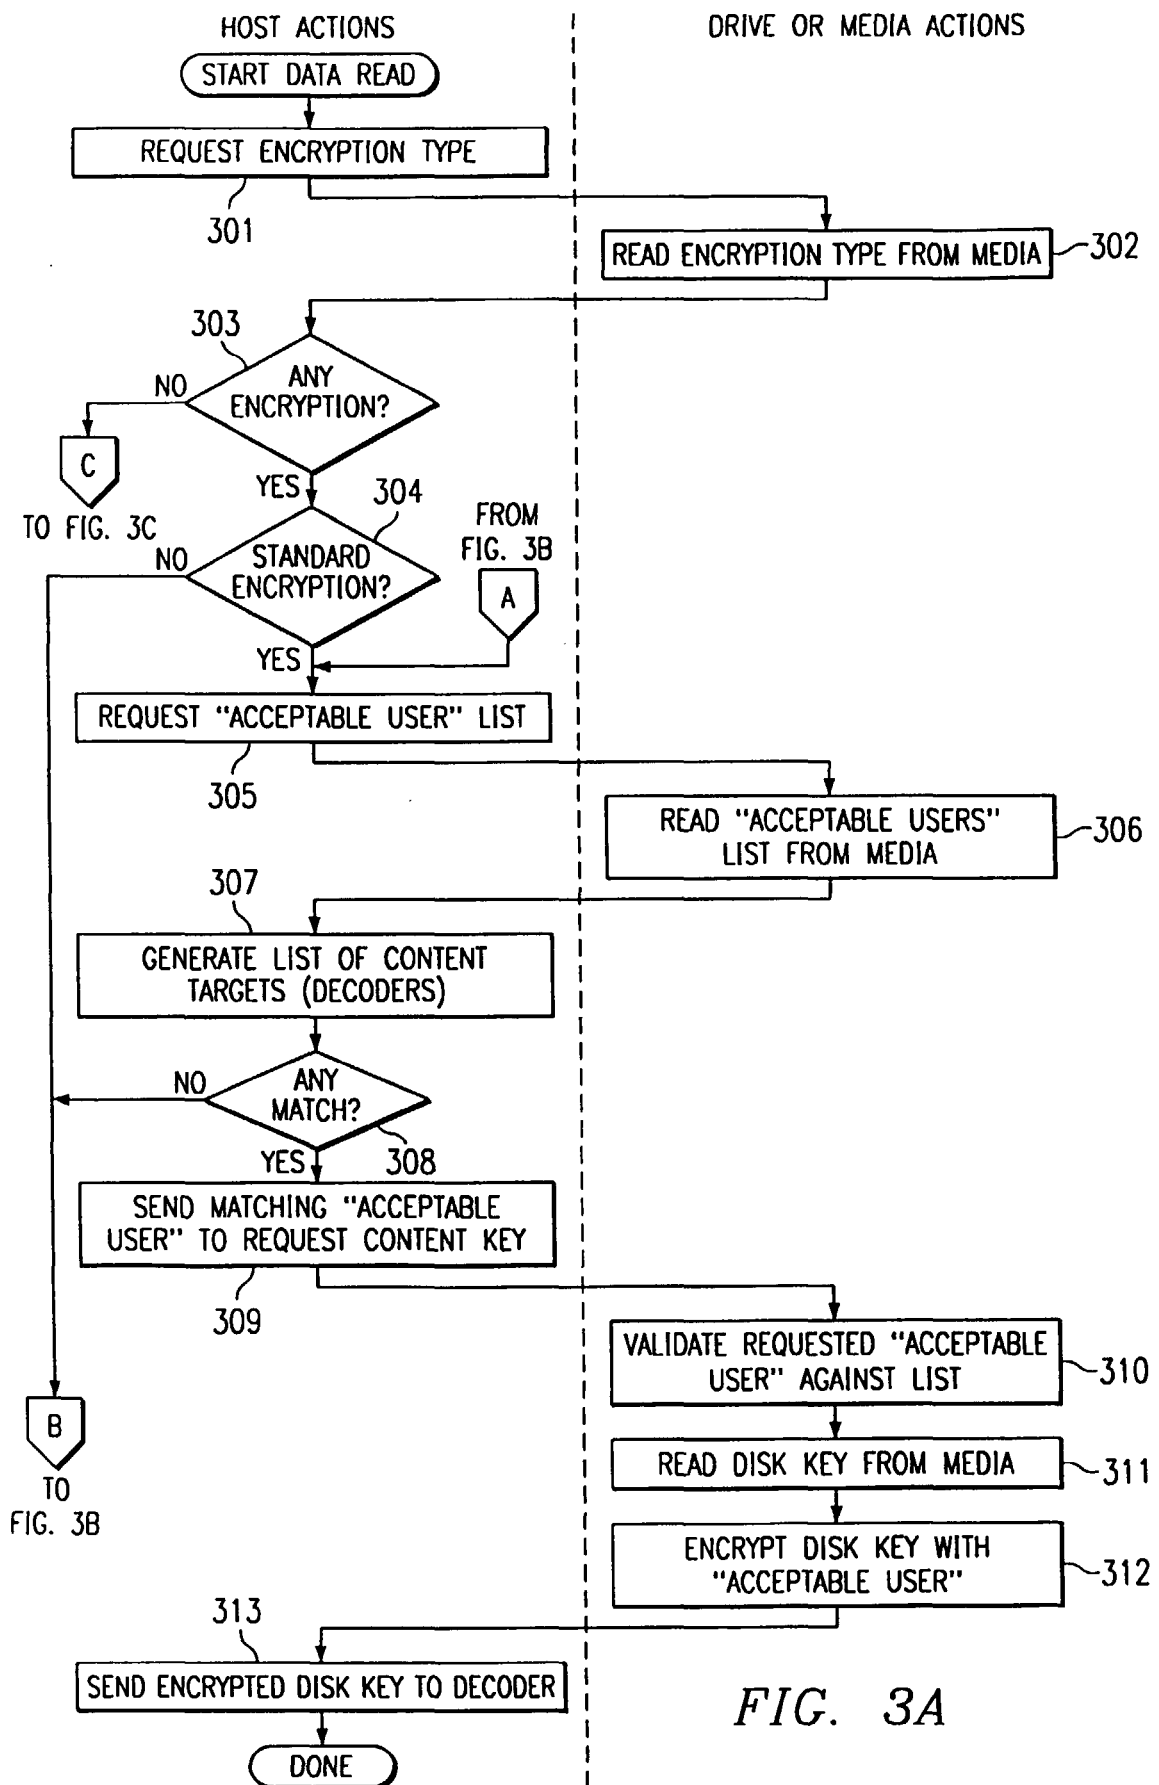 HOST ACTIONS
DRIVE OR MEDIA ACTIONS
START DATA READ
REQUEST ENCRYPTION TYPE
301
READ ENCRYPTION TYPE FROM MEDIA
302
303
ANY
ENCRYPTION?
NO
C
TO FIG. 3C
YES
304
STANDARD
ENCRYPTION?
NO
FROM
FIG. 3B
A
YES
REQUEST "ACCEPTABLE USER" LIST
305
READ "ACCEPTABLE USERS"
LIST FROM MEDIA
306
307
GENERATE LIST OF CONTENT
TARGETS (DECODERS)
ANY
MATCH?
NO
308
YES
SEND MATCHING "ACCEPTABLE
USER" TO REQUEST CONTENT KEY
309
VALIDATE REQUESTED "ACCEPTABLE
USER" AGAINST LIST
310
B
TO
FIG. 3B
READ DISK KEY FROM MEDIA
311
ENCRYPT DISK KEY WITH
"ACCEPTABLE USER"
312
313
SEND ENCRYPTED DISK KEY TO DECODER
DONE
FIG. 3A